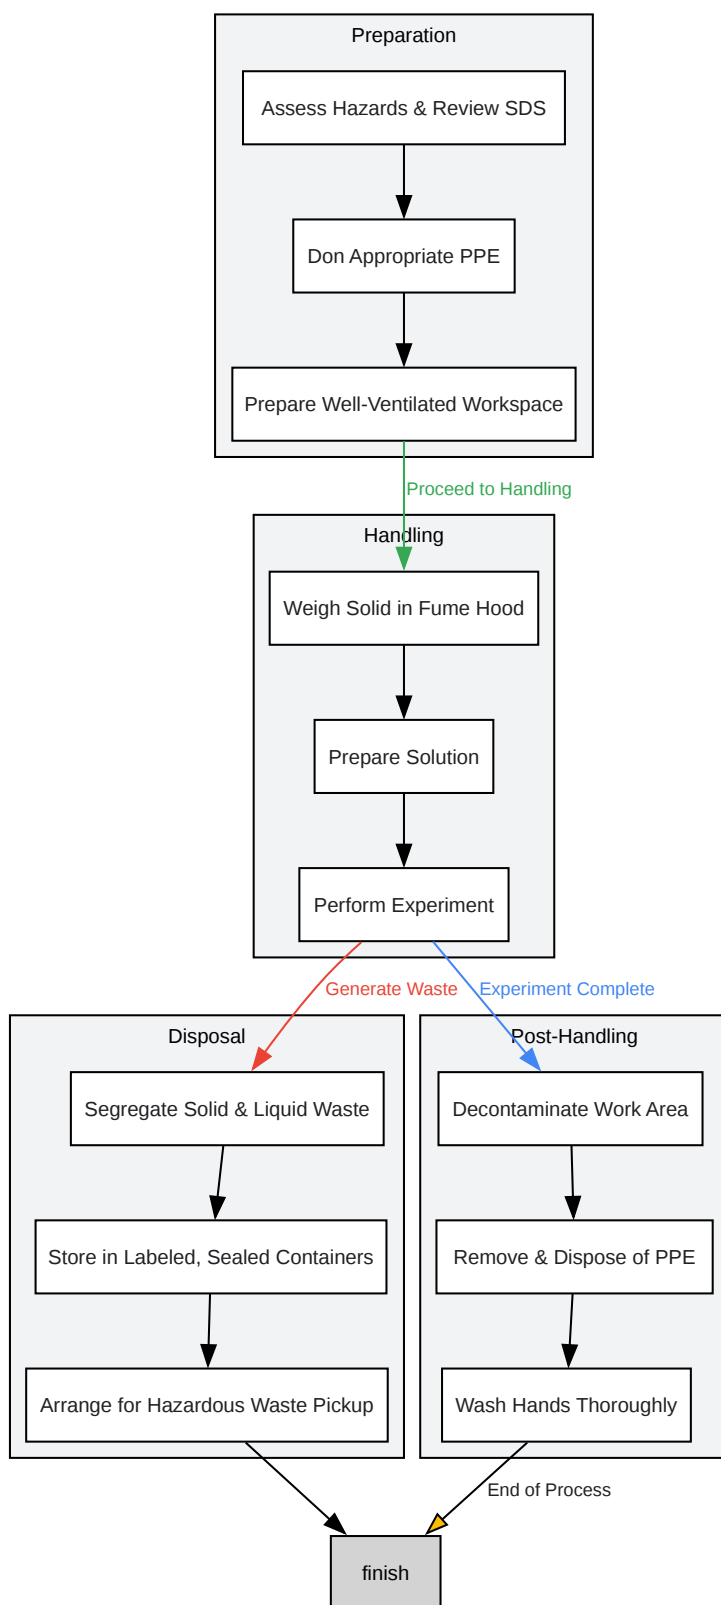 Preparation
Assess Hazards & Review SDS
Don Appropriate PPE
Prepare Well-Ventilated Workspace
Proceed to Handling
Handling
Weigh Solid in Fume Hood
Prepare Solution
Perform Experiment
Generate Waste
Experiment Complete
Disposal
Post-Handling
Segregate Solid & Liquid Waste
Decontaminate Work Area
Store in Labeled, Sealed Containers
Remove & Dispose of PPE
Arrange for Hazardous Waste Pickup
Wash Hands Thoroughly
End of Process
finish